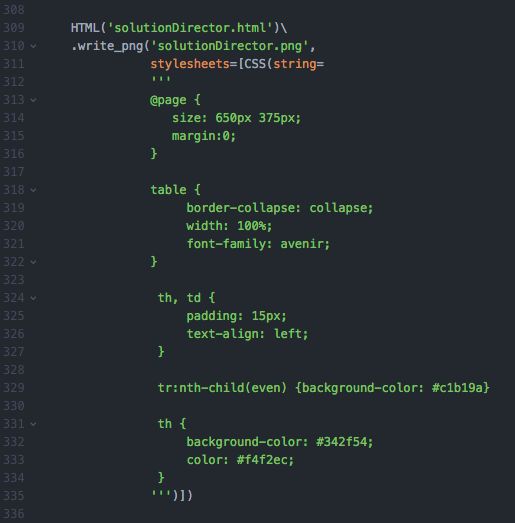 308
309 HTML('solutionDirector.html')\
310 .write_png('solutionDirector.png',
311 stylesheets=[CSS(string=
312 '''
313 @page {
314 size: 650px 375px;
315 margin:0;
316 }
317
318 table {
319 border-collapse: collapse;
320 width: 100%;
321 font-family: avenir;
322 }
323
324 th, td {
325 padding: 15px;
326 text-align: left;
327 }
328
329 tr:nth-child(even) {background-color: #c1b19a}
330
331 th {
332 background-color: #342f54;
333 color: #f4f2ec;
334 }
335 ''')])
336